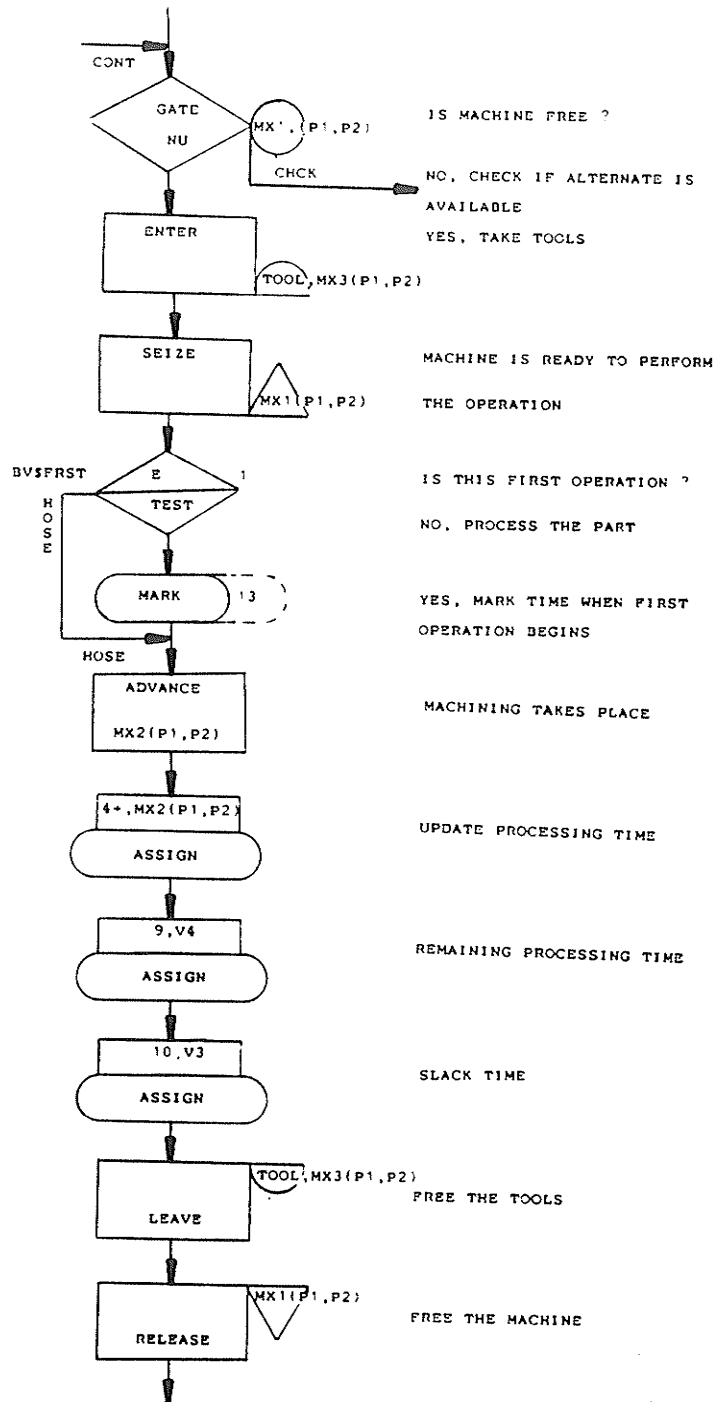 CONT
GATE
NU
MX',(P1,P2)
IS MACHINE FREE ?
CHCK
NO, CHECK IF ALTERNATE IS
AVAILABLE
YES, TAKE TOOLS
ENTER
TOOL,MX3(P1,P2)
SEIZE
MACHINE IS READY TO PERFORM
MX1(P1,P2)
THE OPERATION
BV$FRST
E
1
IS THIS FIRST OPERATION ?
HOSE
TEST
NO, PROCESS THE PART
MARK
13
YES, MARK TIME WHEN FIRST
OPERATION BEGINS
HOSE
ADVANCE
MX2(P1,P2)
MACHINING TAKES PLACE
4+,MX2(P1,P2)
ASSIGN
UPDATE PROCESSING TIME
9,V4
ASSIGN
REMAINING PROCESSING TIME
10,V3
ASSIGN
SLACK TIME
TOOL,MX3(P1,P2)
LEAVE
FREE THE TOOLS
MX1(P1,P2)
RELEASE
FREE THE MACHINE